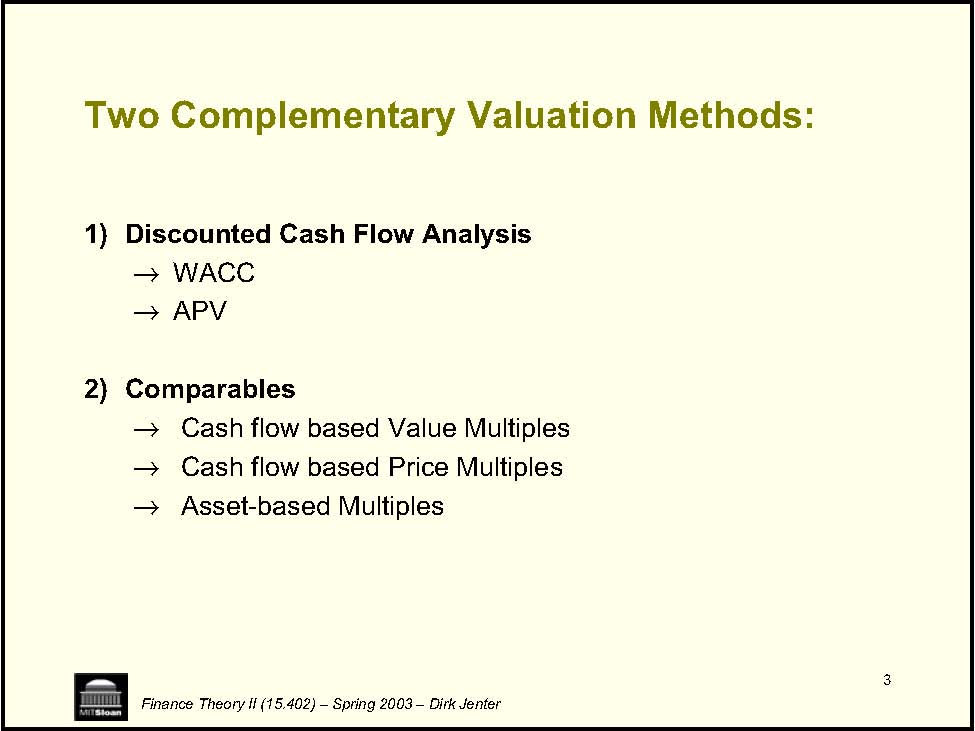 Two Complementary Valuation Methods:
1) Discounted Cash Flow Analysis
→ WACC
→ APV
2) Comparables
→ Cash flow based Value Multiples
→ Cash flow based Price Multiples
→ Asset-based Multiples
3
MITSloan
Finance Theory II (15.402) – Spring 2003 – Dirk Jenter